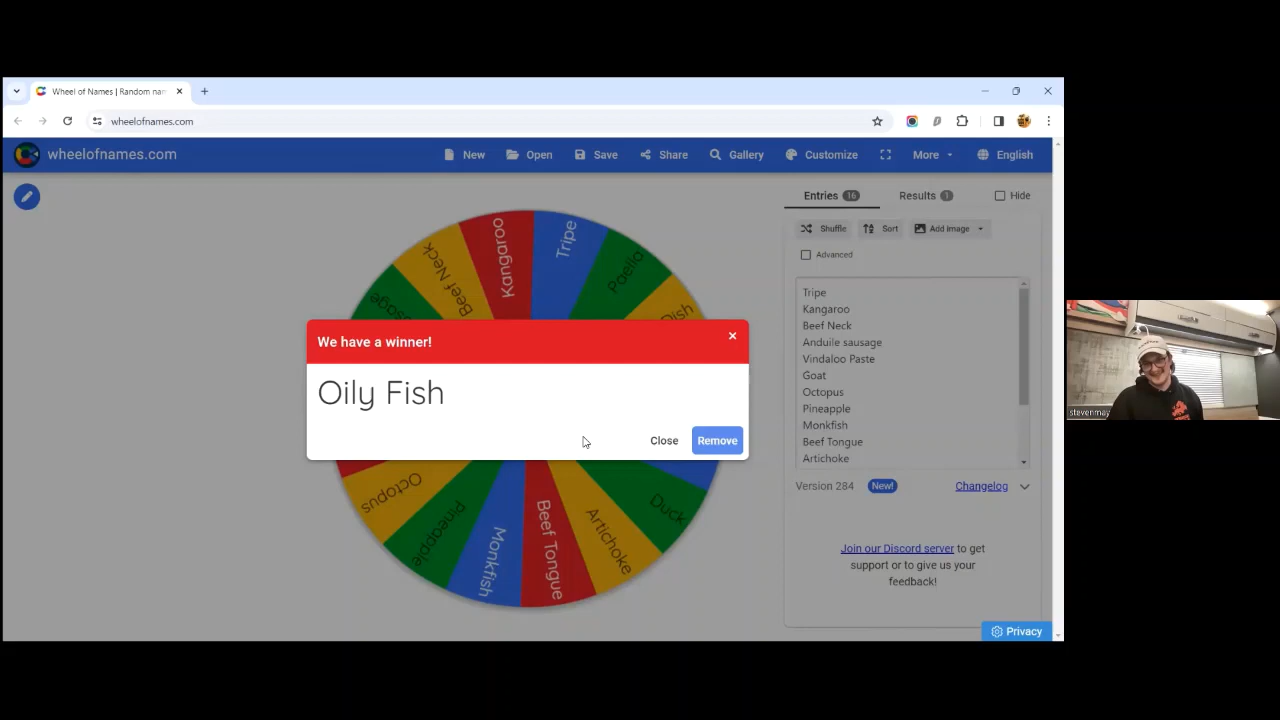 Wheel of Names | Random nam
wheelofnames.com
wheelofnames.com
New
Open
Save
Share
Gallery
Customize
More
English
Entries 16
Results 1
Hide
Shuffle
Sort
Add image
Advanced
Tripe
Kangaroo
Beef Neck
Anduile sausage
Vindaloo Paste
Goat
Octopus
Pineapple
Monkfish
Beef Tongue
Artichoke
Version 284
New!
Changelog
Join our Discord server to get
support or to give us your
feedback!
Privacy
We have a winner!
Oily Fish
Close
Remove
Beef Neck
Kangaroo
Tripe
Paella
Dish
Octopus
Pineapple
Monkfish
Beef Tongue
Artichoke
Duck
stevenmay